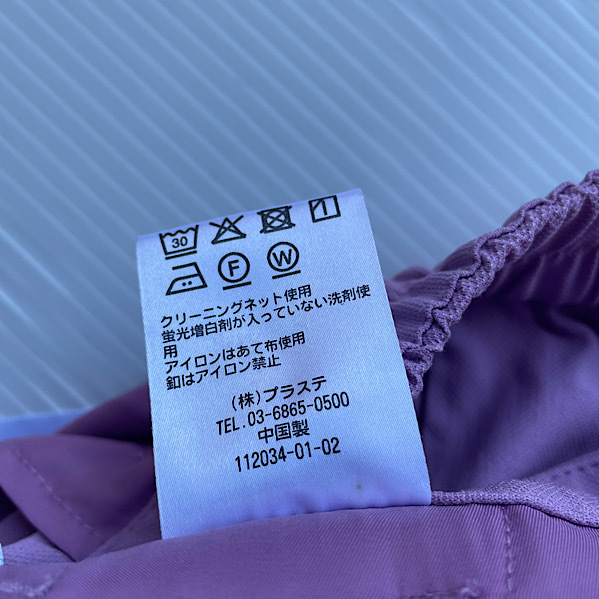 30
F W
クリーニングネット使用
蛍光増白剤が入っていない洗剤使
用
アイロンはあて布使用
釦はアイロン禁止
(株)プラステ
TEL.03-6865-0500
中国製
112034-01-02